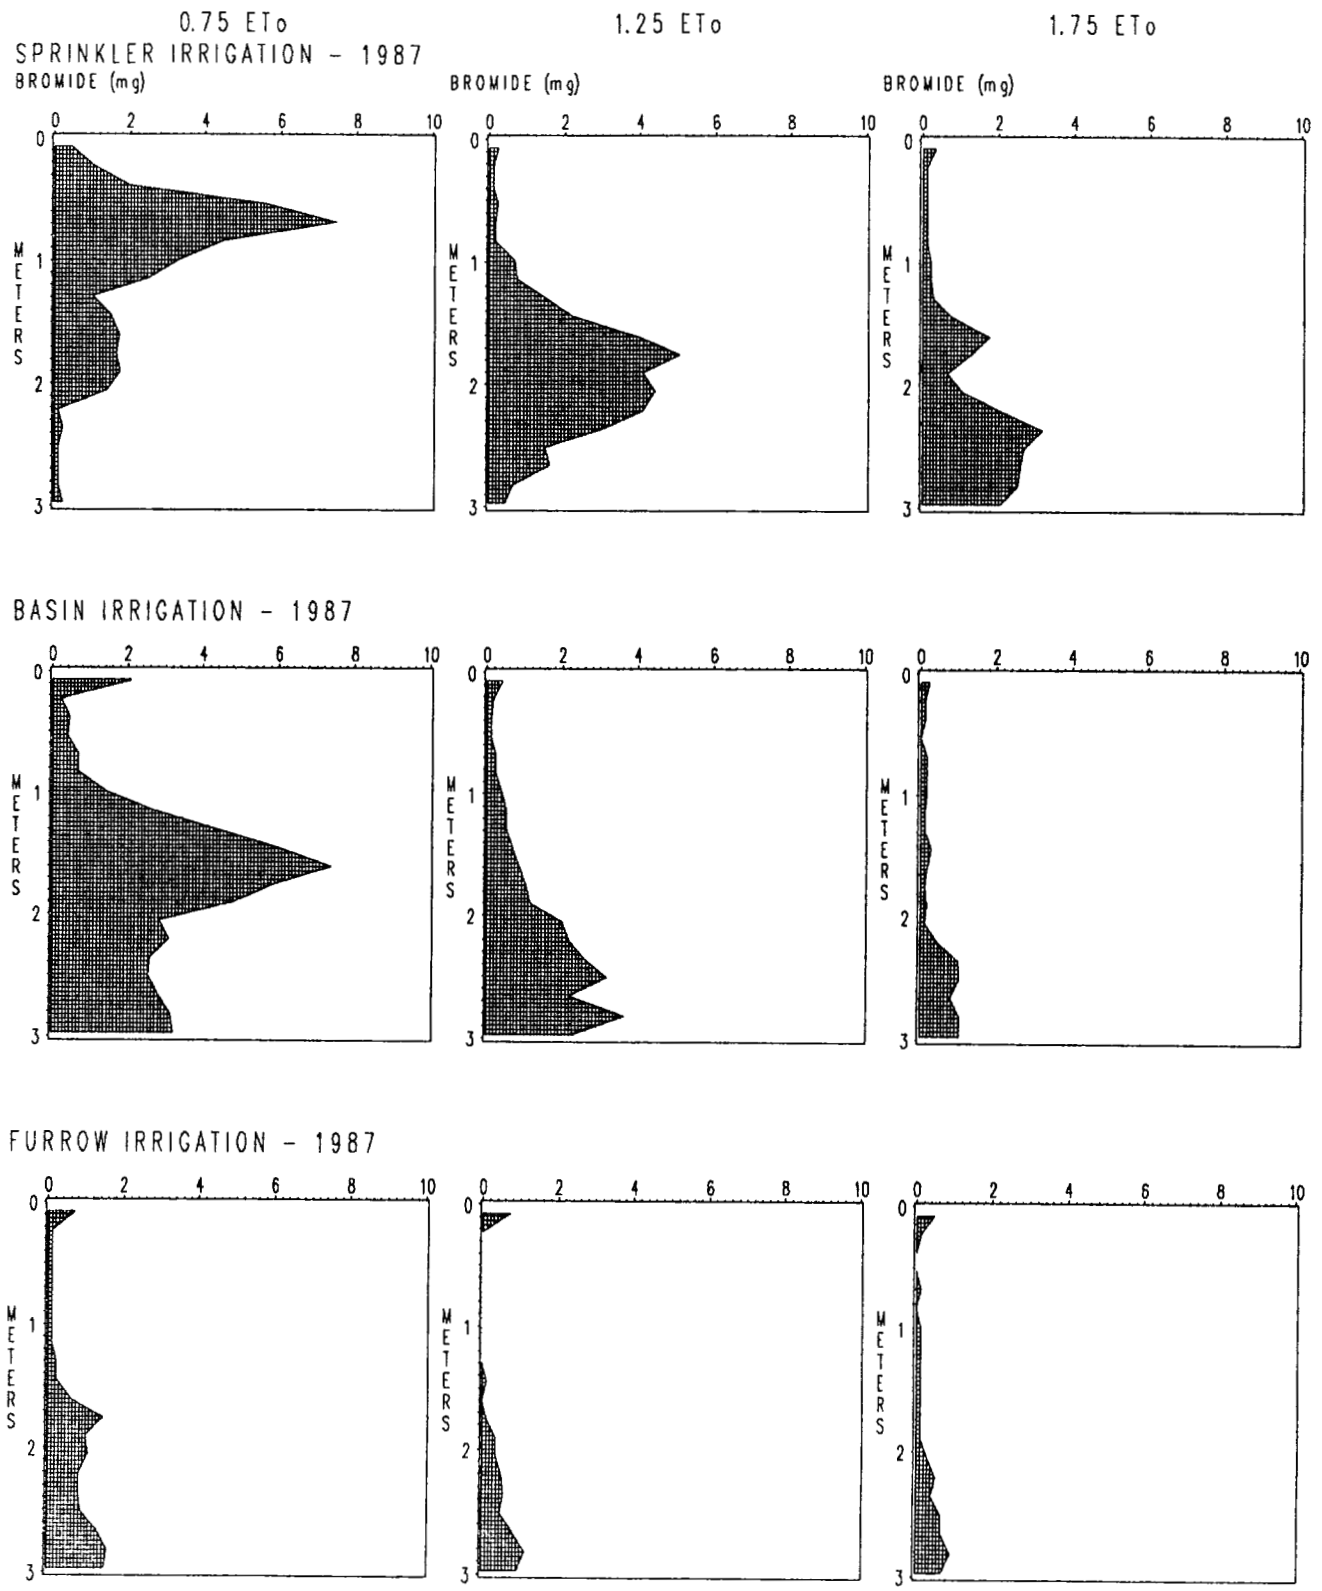 0.75 ETo 1.25 ETo 1.75 ETo
SPRINKLER IRRIGATION - 1987
BROMIDE (mg) BROMIDE (mg) BROMIDE (mg)
0 2 4 6 8 10 0 2 4 6 8 10 0 2 4 6 8 10
0 0 0
METERS METERS METERS
1 1 1
2 2 2
3 3 3
BASIN IRRIGATION - 1987
0 2 4 6 8 10 0 2 4 6 8 10 0 2 4 6 8 10
0 0 0
METERS METERS METERS
1 1 1
2 2 2
3 3 3
FURROW IRRIGATION - 1987
0 2 4 6 8 10 0 2 4 6 8 10 0 2 4 6 8 10
0 0 0
METERS METERS METERS
1 1 1
2 2 2
3 3 3